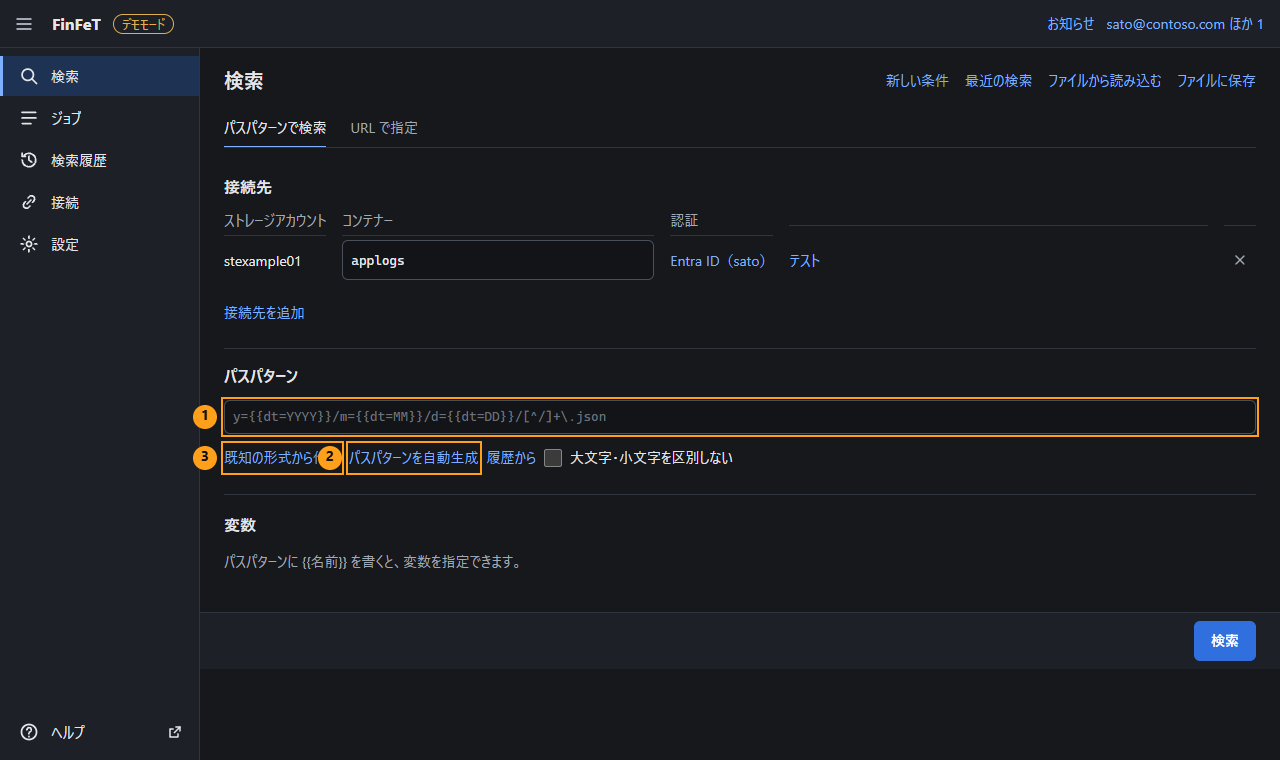 FinFeT デモモード お知らせ sato@contoso.com ほか 1
検索
ジョブ
検索履歴
接続
設定
ヘルプ
検索 新しい条件 最近の検索 ファイルから読み込む ファイルに保存
パスパターンで検索 URL で指定
接続先
ストレージアカウント コンテナー 認証
stexample01 applogs Entra ID（sato） テスト
接続先を追加
パスパターン
1 y={{dt=YYYY}}/m={{dt=MM}}/d={{dt=DD}}/[^/]+\.json
3 既知の形式から 2 パスパターンを自動生成 履歴から 大文字・小文字を区別しない
変数
パスパターンに {{名前}} を書くと、変数を指定できます。
検索